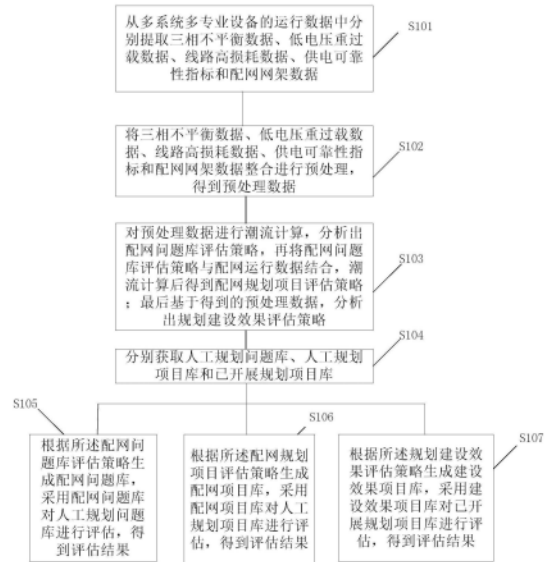 从多系统多专业设备的运行数据中分
别提取三相不平衡数据、低电压重过
载数据、线路高损耗数据、供电可靠
性指标和配网网架数据
S101
将三相不平衡数据、低电压重过载数
据、线路高损耗数据、供电可靠性指
标和配网网架数据整合进行预处理，
得到预处理数据
S102
对预处理数据进行潮流计算，分析出
配网问题库评估策略，再将配网问题
库评估策略与配网运行数据结合，潮
流计算后得到配网规划项目评估策略
；最后基于得到的预处理数据，分析
出规划建设效果评估策略
S103
分别获取人工规划问题库、人工规划
项目库和已开展规划项目库
S104
S105
根据所述配网问
题库评估策略生
成配网问题库，
采用配网问题库
对人工规划问题
库进行评估，得
到评估结果
S106
根据所述配网规划
项目评估策略生成
配网项目库，采用
配网项目库对人工
规划项目库进行评
估，得到评估结果
S107
根据所述规划建设效
果评估策略生成建设
效果项目库，采用建
设效果项目库对已开
展规划项目库进行评
估，得到评估结果